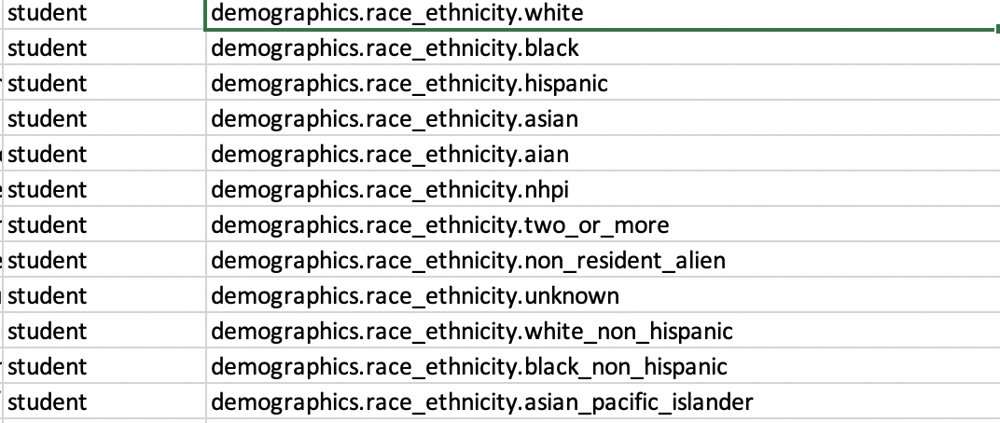 student demographics.race_ethnicity.white
student demographics.race_ethnicity.black
student demographics.race_ethnicity.hispanic
student demographics.race_ethnicity.asian
student demographics.race_ethnicity.aian
student demographics.race_ethnicity.nhpi
student demographics.race_ethnicity.two_or_more
student demographics.race_ethnicity.non_resident_alien
student demographics.race_ethnicity.unknown
student demographics.race_ethnicity.white_non_hispanic
student demographics.race_ethnicity.black_non_hispanic
student demographics.race_ethnicity.asian_pacific_islander